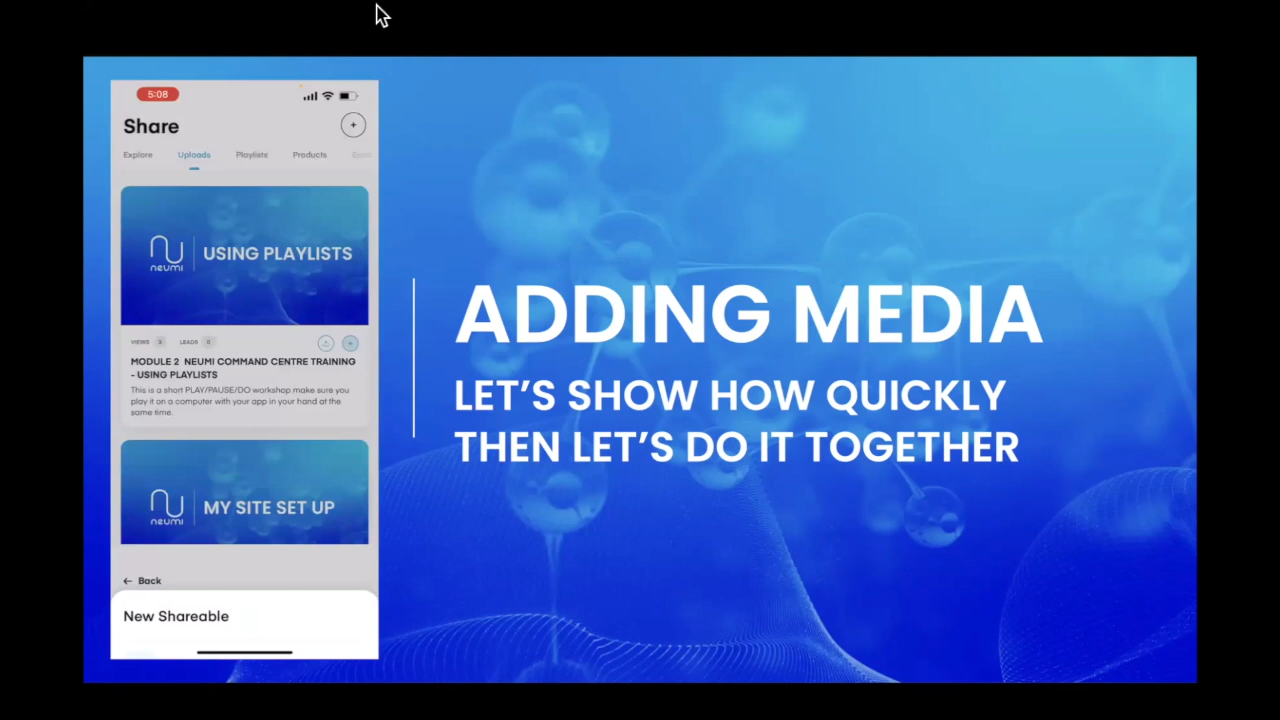 5:08
Share
+
Explore Uploads Playlists Products
neumi
USING PLAYLISTS
VIEWS 3 LEADS 0
MODULE 2 NEUMI COMMAND CENTRE TRAINING
- USING PLAYLISTS
This is a short PLAY/PAUSE/DO workshop make sure you
play it on a computer with your app in your hand at the
same time.
neumi
MY SITE SET UP
← Back
New Shareable
ADDING MEDIA
LET'S SHOW HOW QUICKLY
THEN LET'S DO IT TOGETHER